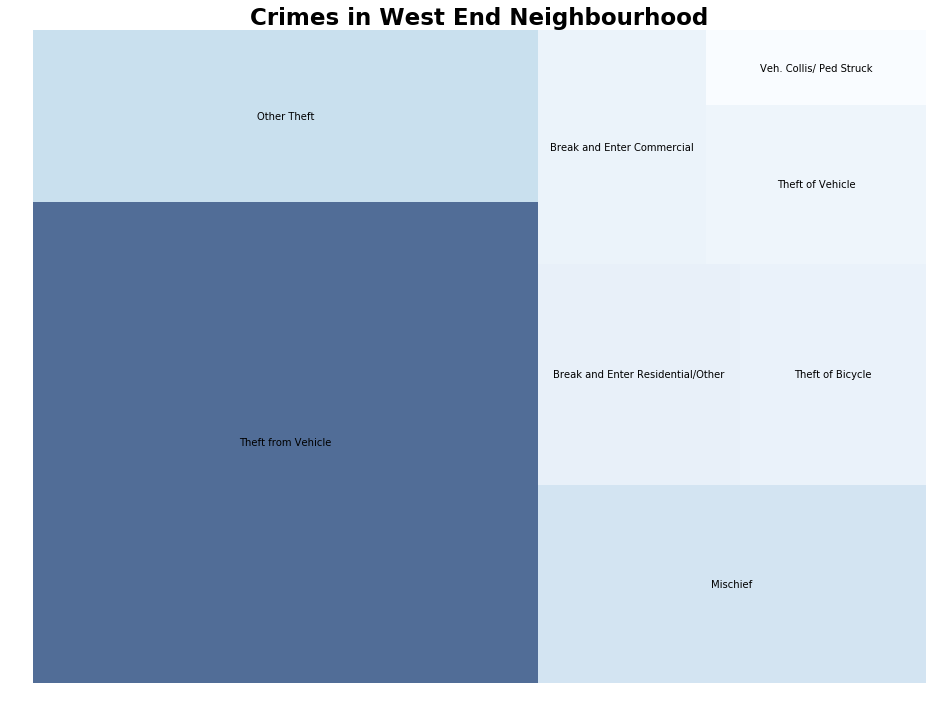 Crimes in West End Neighbourhood
Veh. Collis/ Ped Struck
Other Theft
Break and Enter Commercial
Theft of Vehicle
Break and Enter Residential/Other
Theft of Bicycle
Theft from Vehicle
Mischief